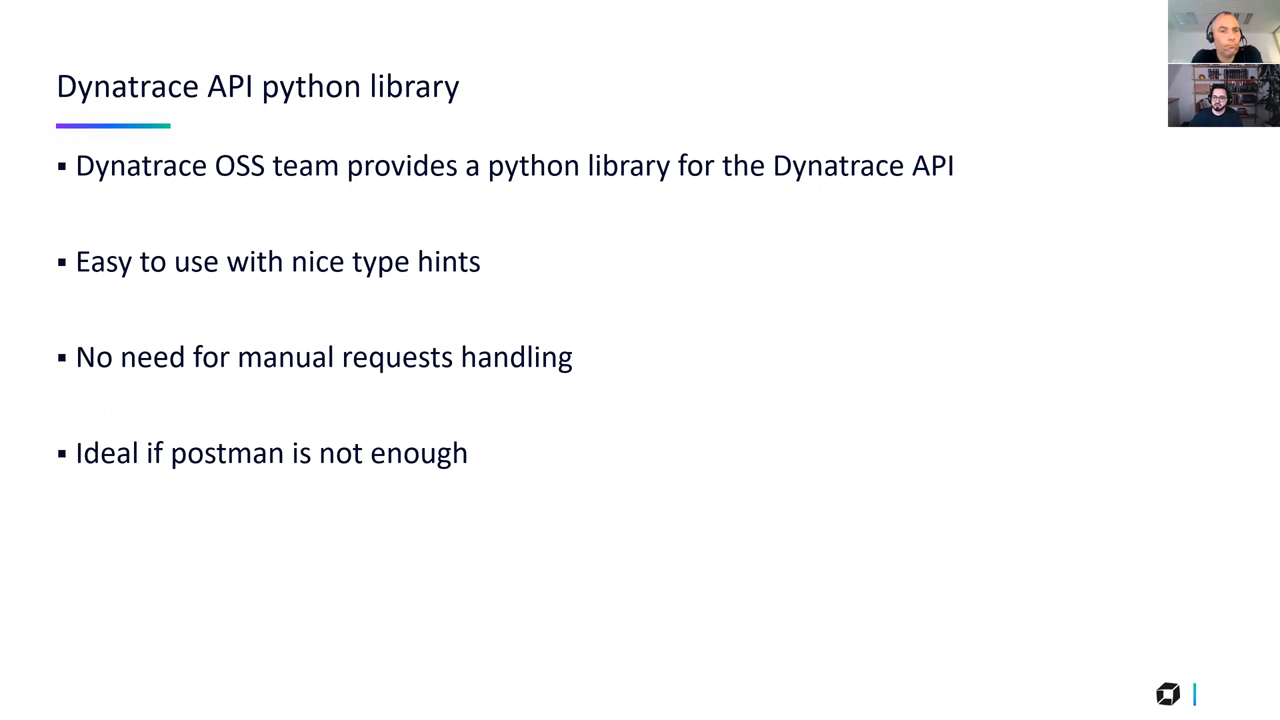 Dynatrace API python library
▪ Dynatrace OSS team provides a python library for the Dynatrace API
▪ Easy to use with nice type hints
▪ No need for manual requests handling
▪ Ideal if postman is not enough